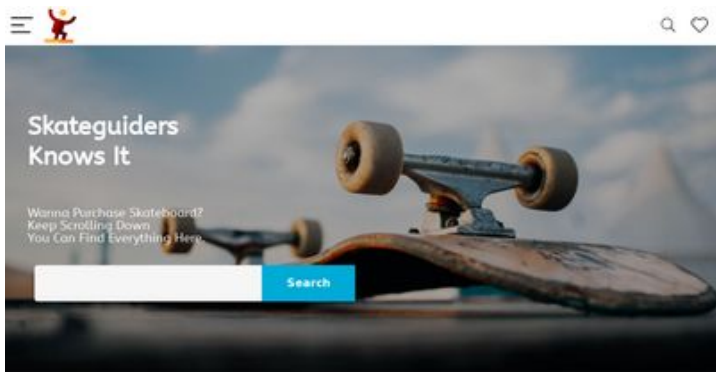 Skateguiders
Knows It
Wanna Purchase Skateboard?
Keep Scrolling Down
You Can Find Everything Here.
Search